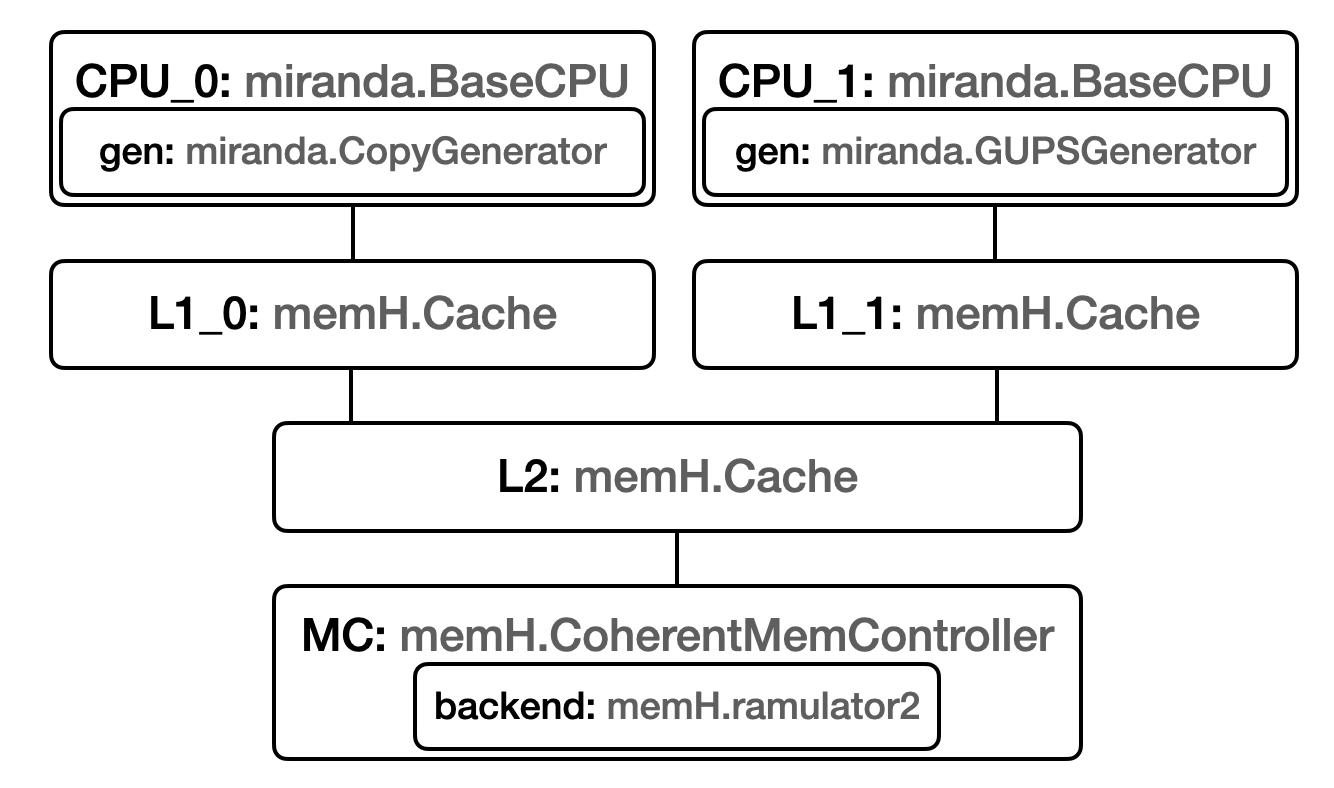 CPU_0: miranda.BaseCPU
gen: miranda.CopyGenerator
CPU_1: miranda.BaseCPU
gen: miranda.GUPSGenerator
L1_0: memH.Cache
L1_1: memH.Cache
L2: memH.Cache
MC: memH.CoherentMemController
backend: memH.ramulator2